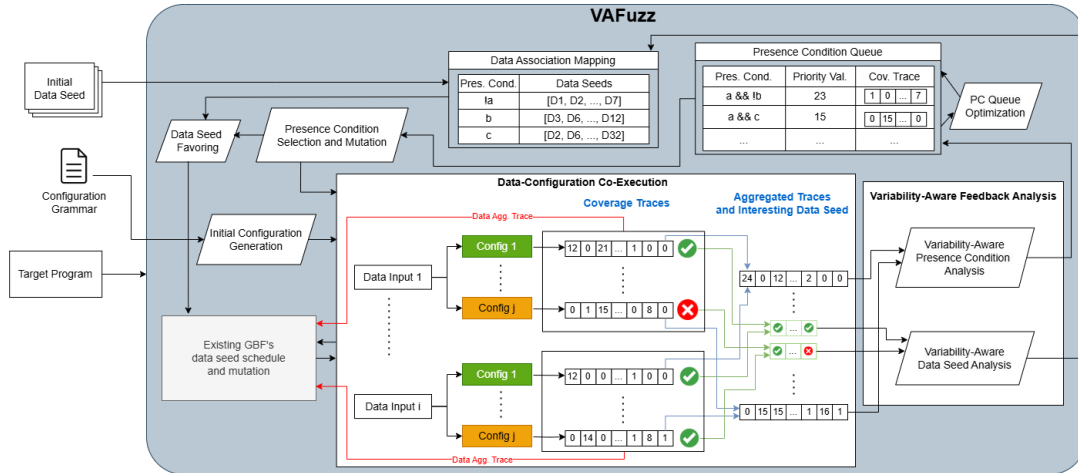 VAFuzz
Initial
Data Seed
Data Association Mapping
Pres. Cond. Data Seeds
!a [D1, D2, ..., D7]
b [D3, D6, ..., D12]
c [D2, D6, ..., D32]
Presence Condition Queue
Pres. Cond. Priority Val. Cov. Trace
a && !b 23 1 0 ... 7
a && c 15 0 15 ... 0
... ... ...
PC Queue
Optimization
Data Seed
Favoring
Presence Condition
Selection and Mutation
Configuration
Grammar
Initial Configuration
Generation
Target Program
Existing GBF's
data seed schedule
and mutation
Data-Configuration Co-Execution
Data Agg. Trace
Coverage Traces
Aggregated Traces
and Interesting Data Seed
Data Input 1
Config 1
12 0 21 ... 1 0 0
Config j
0 1 15 ... 0 8 0
Data Input i
Config 1
12 0 0 ... 1 0 0
Config j
0 14 0 ... 1 8 1
Data Agg. Trace
24 0 12 ... 2 0 0
...
...
0 15 15 ... 1 16 1
Variability-Aware Feedback Analysis
Variability-Aware
Presence Condition
Analysis
Variability-Aware
Data Seed Analysis